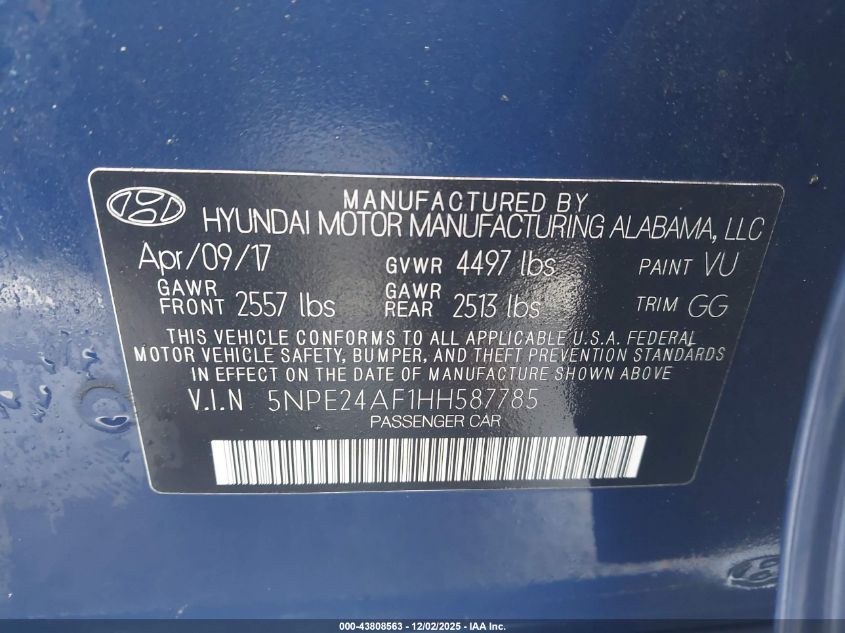 MANUFACTURED BY
HYUNDAI MOTOR MANUFACTURING ALABAMA, LLC
Apr/09/17 GVWR 4497 lbs PAINT VU
GAWR FRONT 2557 lbs GAWR REAR 2513 lbs TRIM GG
THIS VEHICLE CONFORMS TO ALL APPLICABLE U.S.A. FEDERAL
MOTOR VEHICLE SAFETY, BUMPER, AND THEFT PREVENTION STANDARDS
IN EFFECT ON THE DATE OF MANUFACTURE SHOWN ABOVE
V.I.N 5NPE24AF1HH587785
PASSENGER CAR
000-43808563 - 12/02/2025 - IAA Inc.